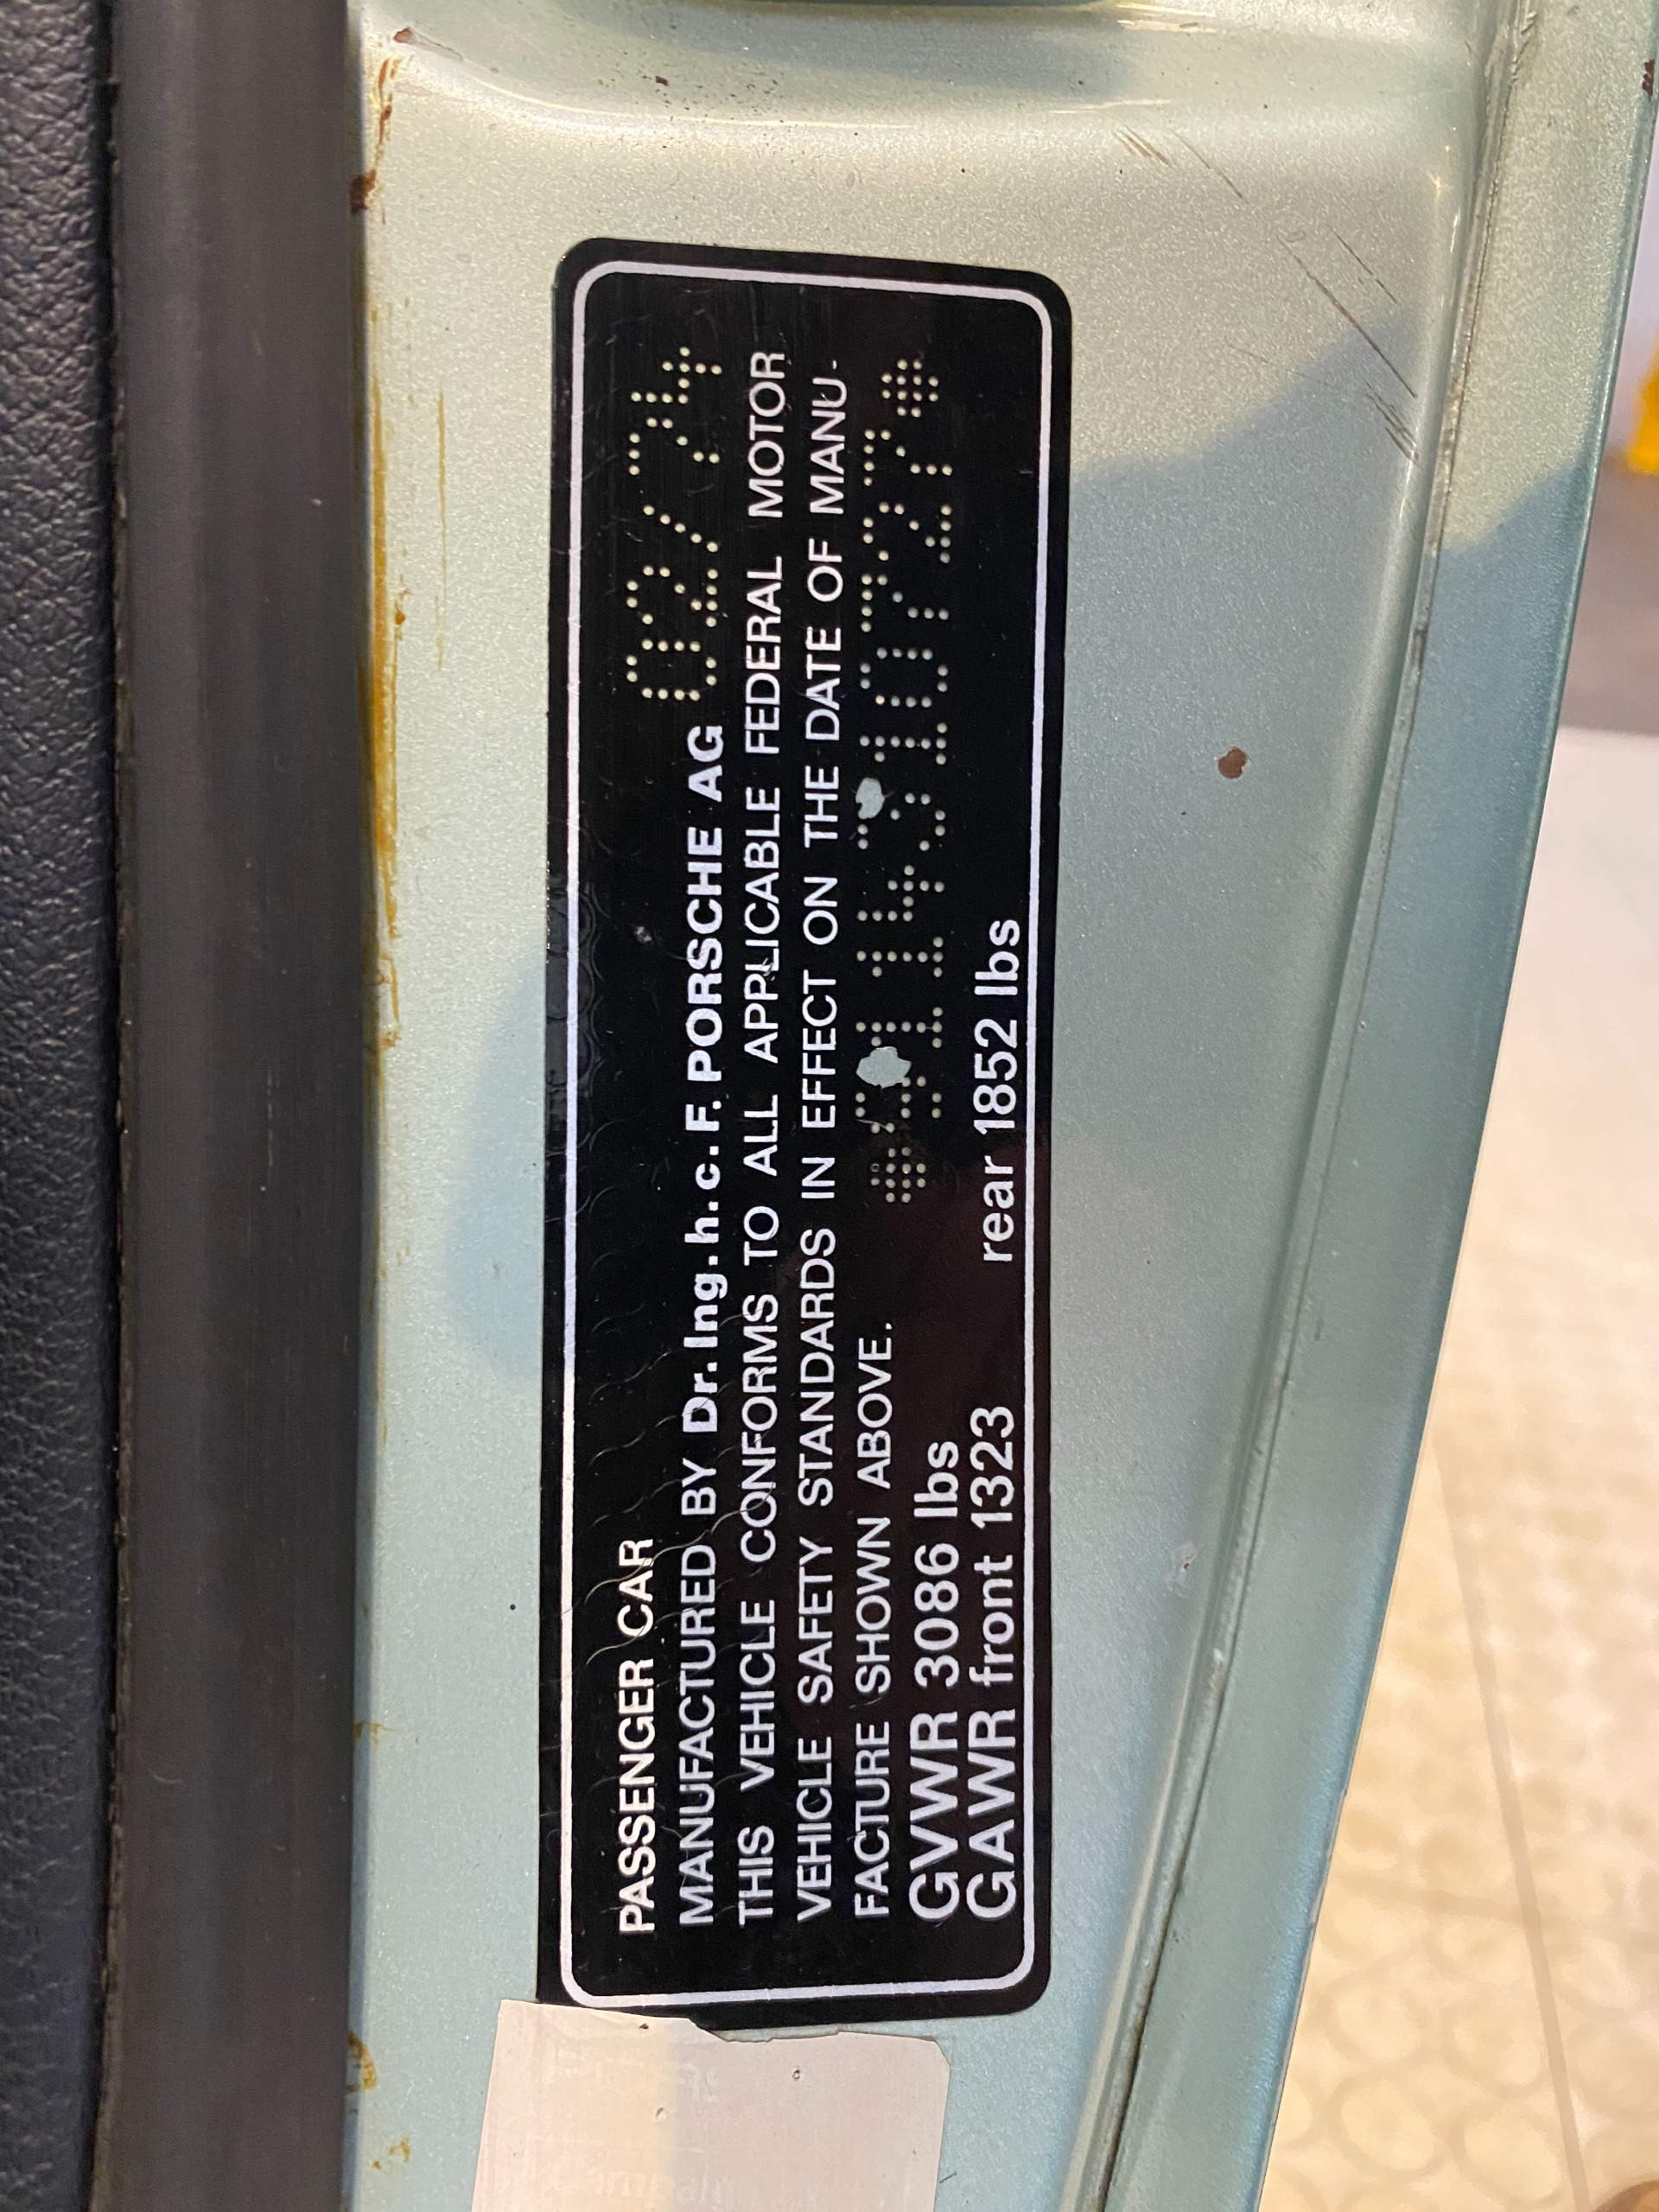 PASSENGER CAR
MANUFACTURED BY Dr. Ing. h. c. F. PORSCHE AG 02/74
THIS VEHICLE CONFORMS TO ALL APPLICABLE FEDERAL MOTOR
VEHICLE SAFETY STANDARDS IN EFFECT ON THE DATE OF MANU-
FACTURE SHOWN ABOVE. 9114310727
GVWR 3086 lbs
GAWR front 1323 rear 1852 lbs